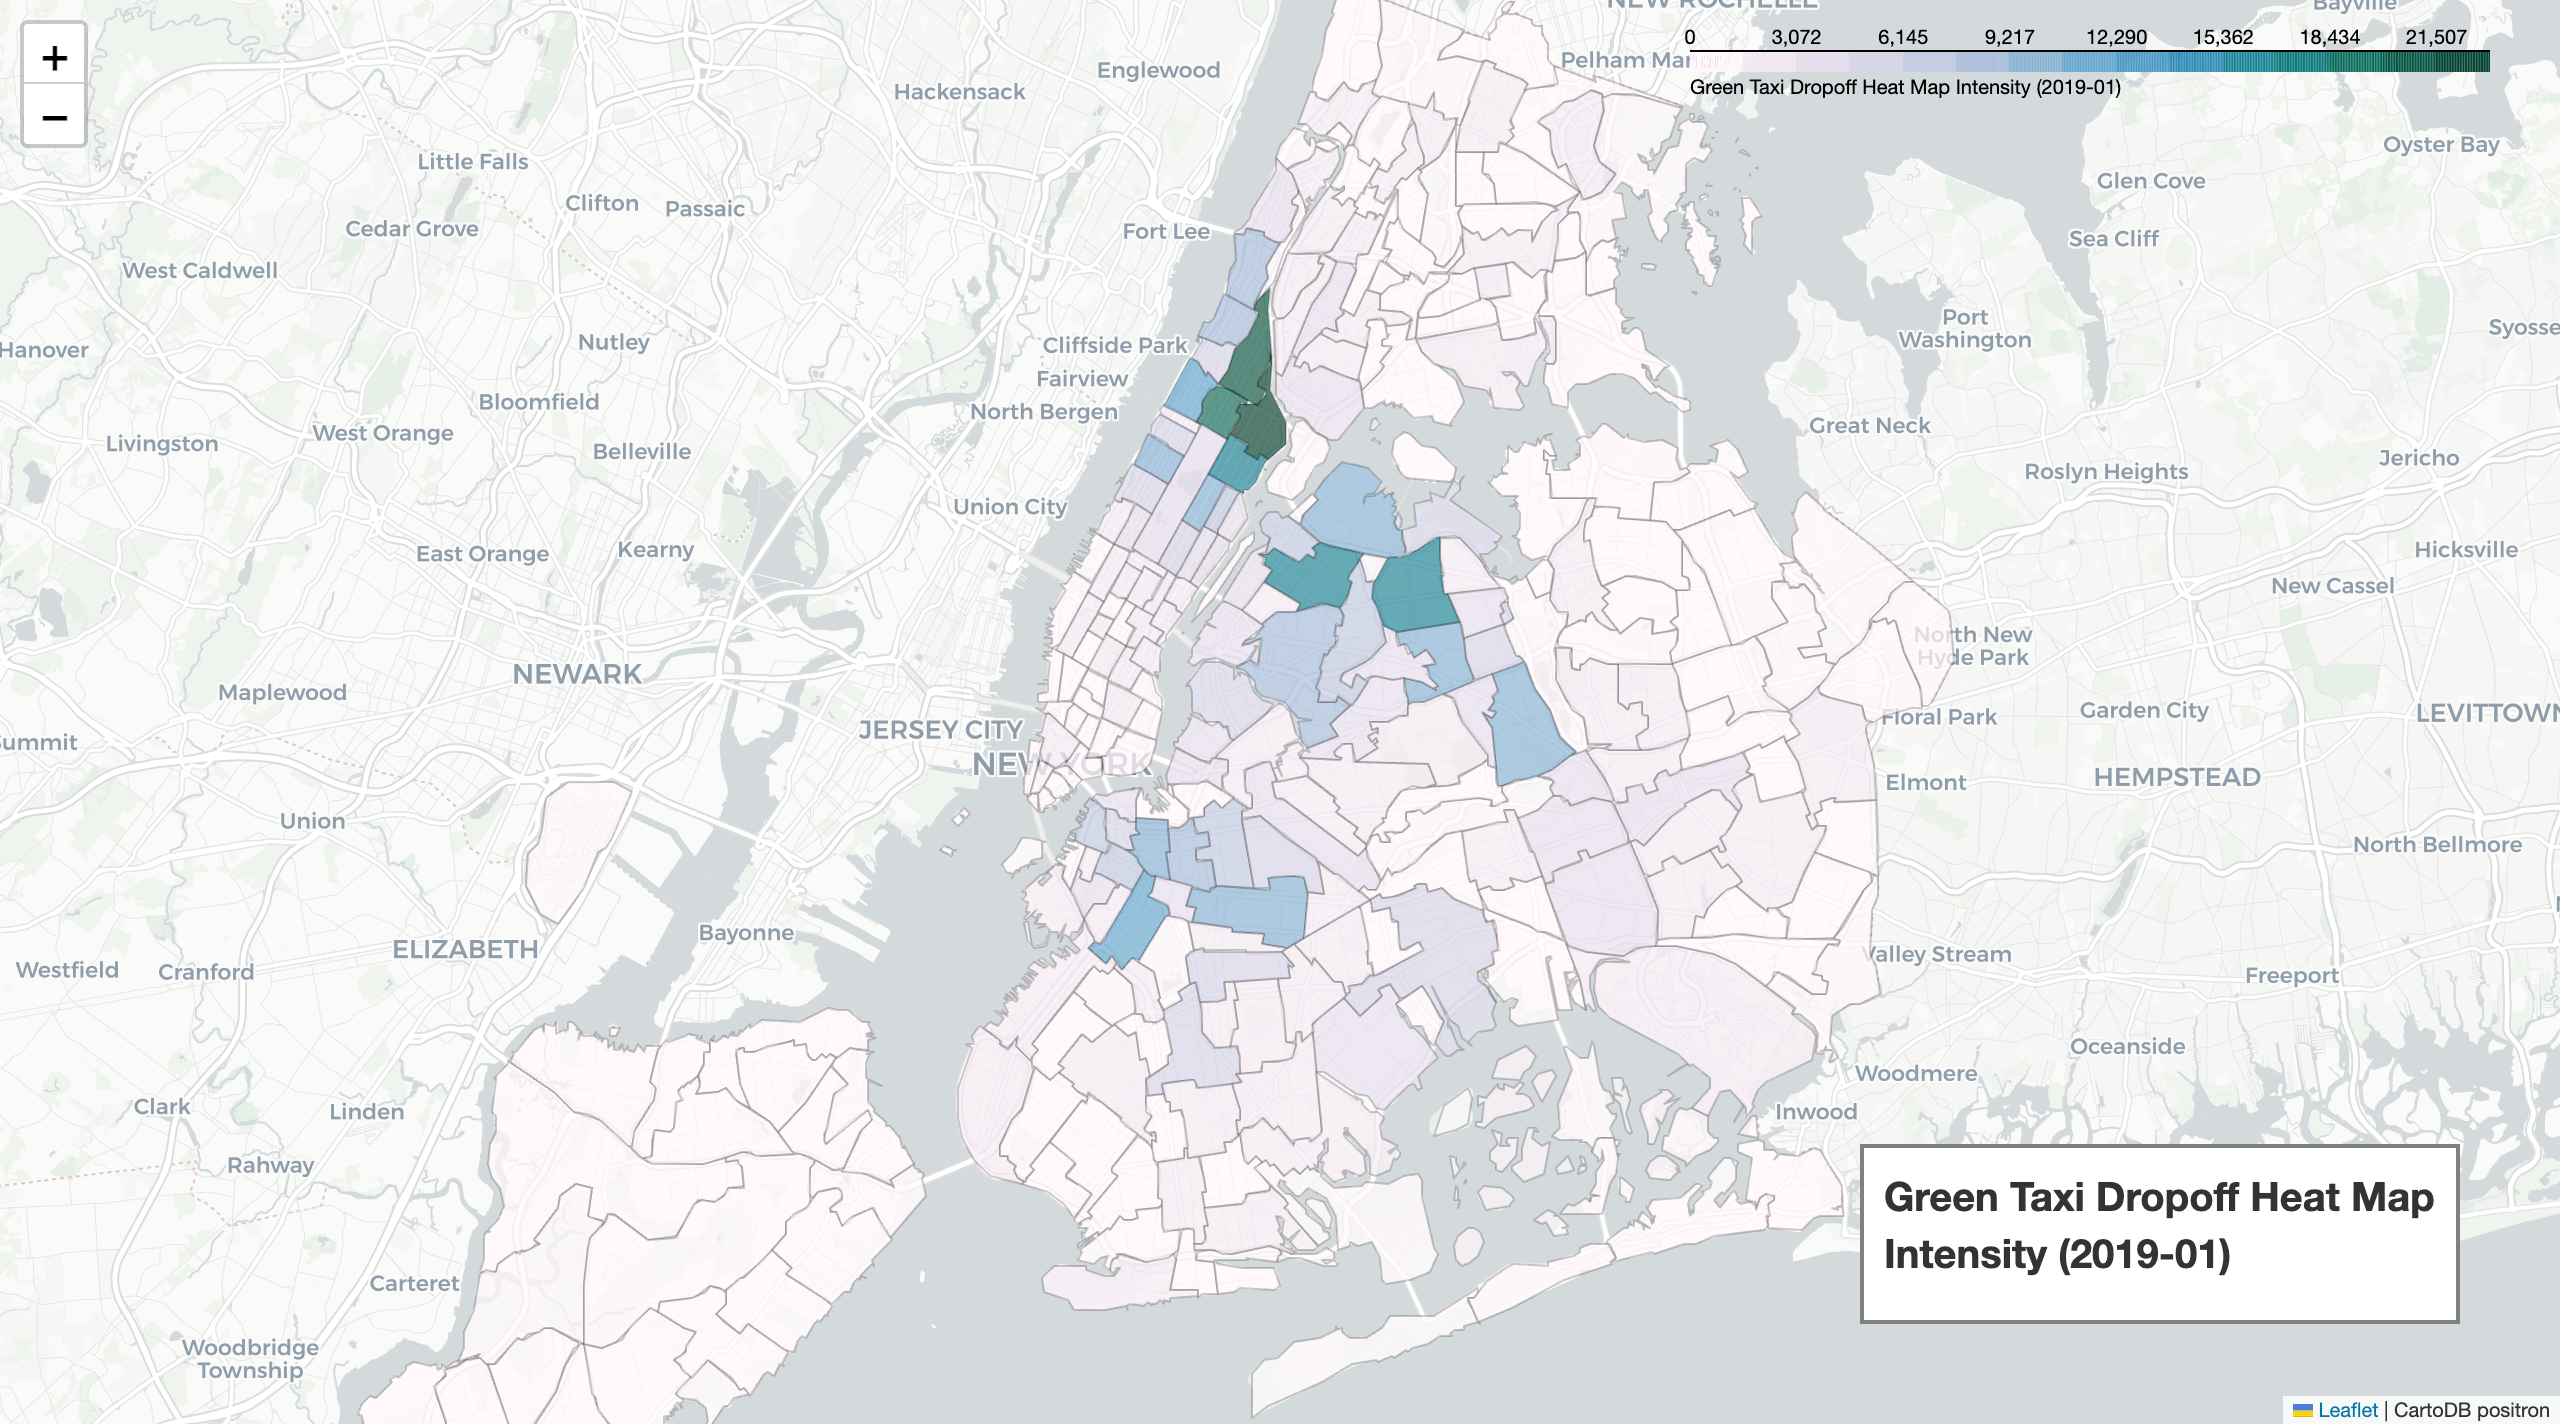 NEW ROCHELLE
Bayville
+
−
0 3,072 6,145 9,217 12,290 15,362 18,434 21,507
Green Taxi Dropoff Heat Map Intensity (2019-01)
Pelham Manor
Englewood
Hackensack
Oyster Bay
Little Falls
Glen Cove
Clifton
Passaic
Cedar Grove
Fort Lee
Sea Cliff
West Caldwell
Port
Washington
Syosse
Hanover
Nutley
Cliffside Park
Fairview
Bloomfield
North Bergen
Great Neck
Livingston
West Orange
Belleville
Jericho
Roslyn Heights
Union City
East Orange
Kearny
Hicksville
New Cassel
North New
Hyde Park
NEWARK
Maplewood
Floral Park
Garden City
LEVITTOWN
JERSEY CITY
Summit
NEW YORK
Elmont
HEMPSTEAD
Union
North Bellmore
Bayonne
ELIZABETH
Valley Stream
Westfield
Cranford
Freeport
Oceanside
Woodmere
Clark
Linden
Inwood
Rahway
Green Taxi Dropoff Heat Map
Intensity (2019-01)
Carteret
Woodbridge
Township
Leaflet | CartoDB positron